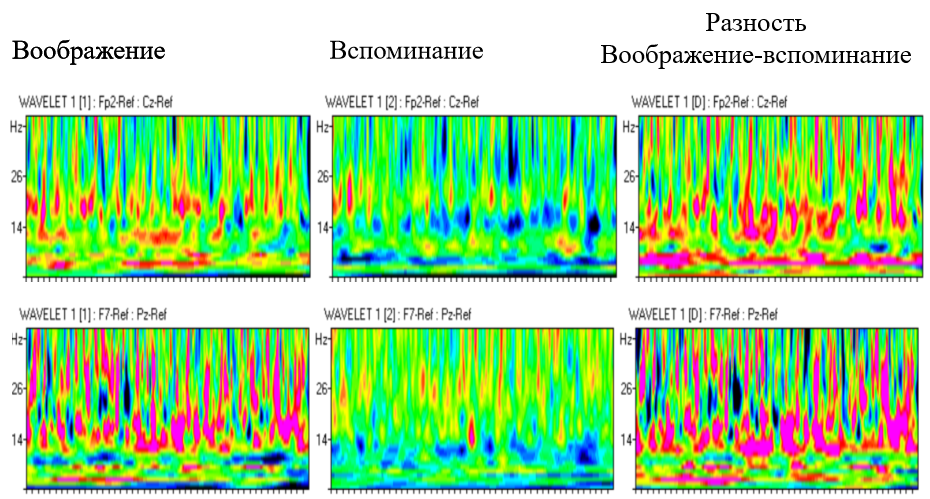 Воображение
Вспоминание
Разность
Воображение-вспоминание
WAVELET 1 [1] : Fp2-Ref : Cz-Ref
Hz
26
14
WAVELET 1 [2] : Fp2-Ref : Cz-Ref
Hz
26
14
WAVELET 1 [D] : Fp2-Ref : Cz-Ref
Hz
26
14
WAVELET 1 [1] : F7-Ref : Pz-Ref
Hz
26
14
WAVELET 1 [2] : F7-Ref : Pz-Ref
Hz
26
14
WAVELET 1 [D] : F7-Ref : Pz-Ref
Hz
26
14